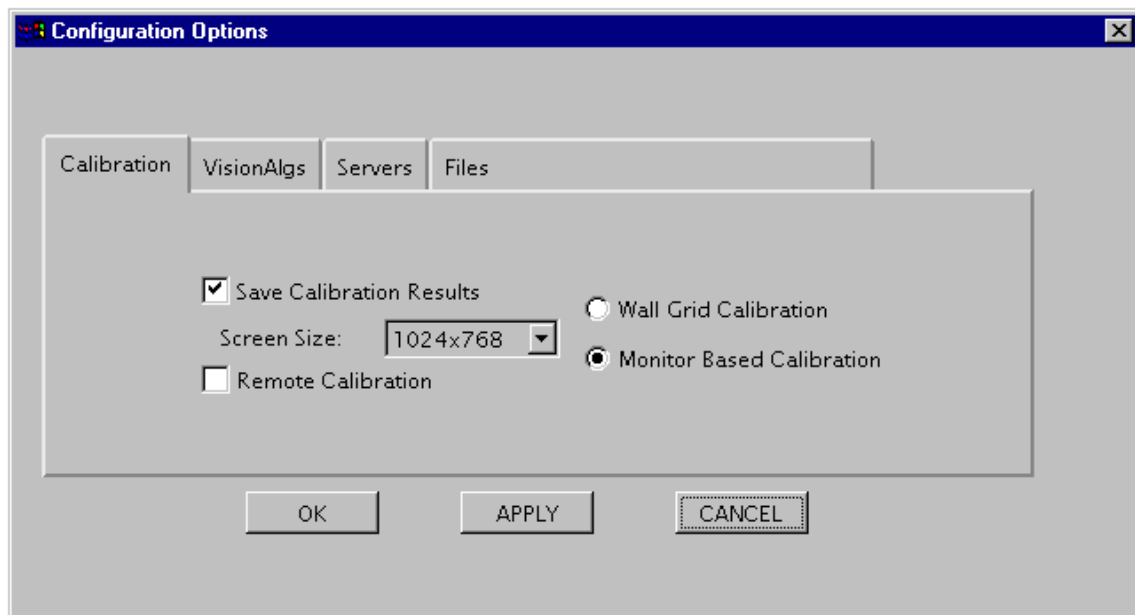 Configuration Options
Calibration VisionAlgs Servers Files
Save Calibration Results
Wall Grid Calibration
Screen Size: 1024x768
Monitor Based Calibration
Remote Calibration
OK APPLY CANCEL